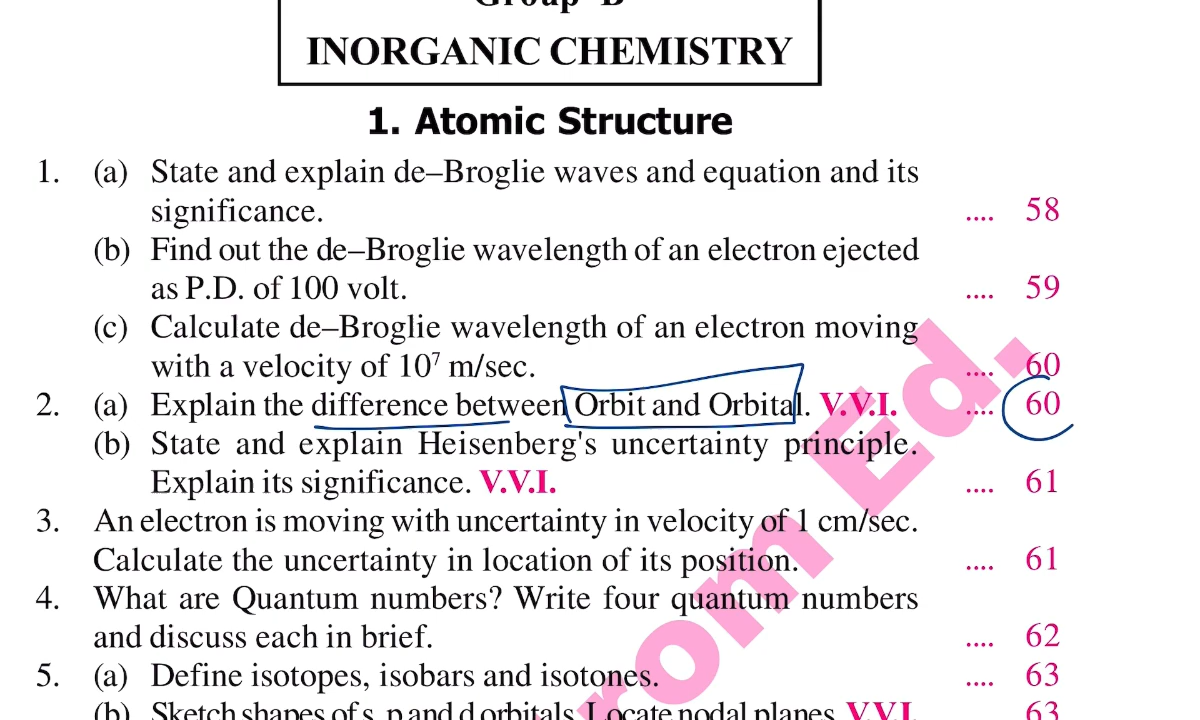 Group–B
INORGANIC CHEMISTRY
1. Atomic Structure
1. (a) State and explain de–Broglie waves and equation and its
significance. .... 58
(b) Find out the de–Broglie wavelength of an electron ejected
as P.D. of 100 volt. .... 59
(c) Calculate de–Broglie wavelength of an electron moving
with a velocity of 10⁷ m/sec. .... 60
2. (a) Explain the difference between Orbit and Orbital. V.V.I. .... 60
(b) State and explain Heisenberg's uncertainty principle.
Explain its significance. V.V.I. .... 61
3. An electron is moving with uncertainty in velocity of 1 cm/sec.
Calculate the uncertainty in location of its position. .... 61
4. What are Quantum numbers? Write four quantum numbers
and discuss each in brief. .... 62
5. (a) Define isotopes, isobars and isotones. .... 63
(b) Sketch shapes of s, p and d orbitals. Locate nodal planes. V.V.I. 63
rom Ed.